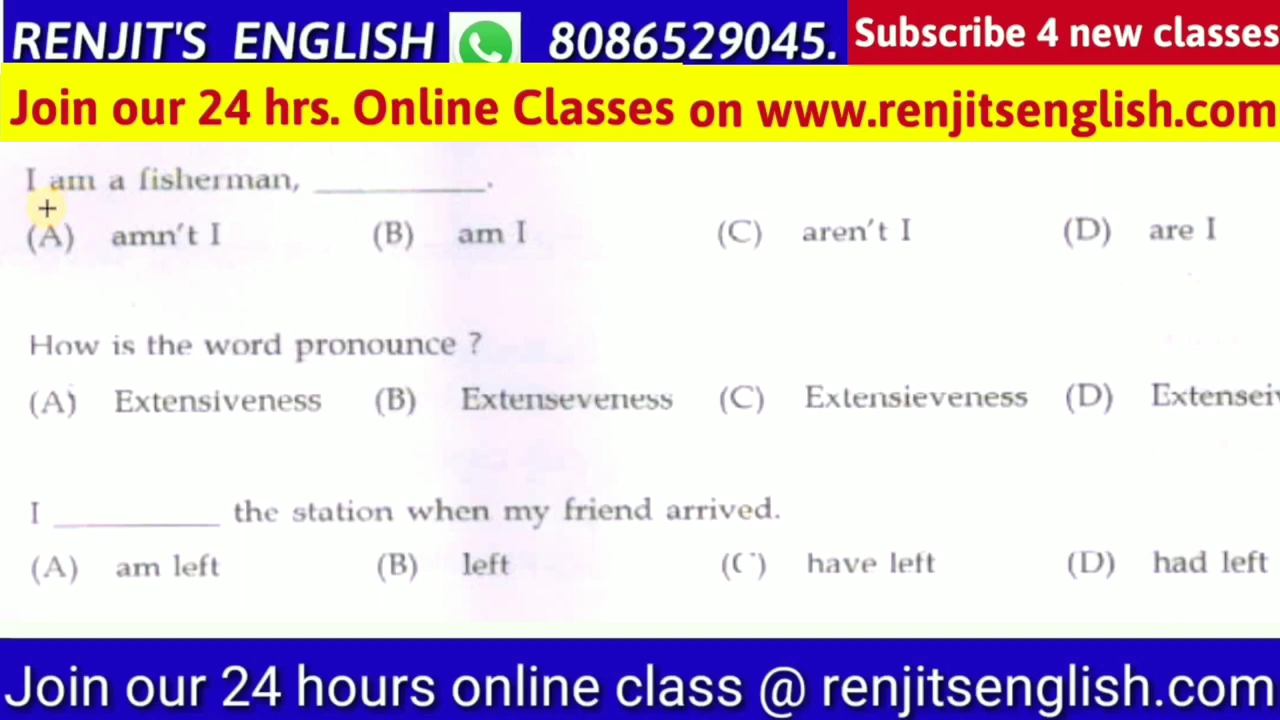 RENJIT'S ENGLISH 8086529045. Subscribe 4 new classes
Join our 24 hrs. Online Classes on www.renjitsenglish.com
I am a fisherman, __________.
(A) amn't I (B) am I (C) aren't I (D) are I
How is the word pronounce ?
(A) Extensiveness (B) Extenseveness (C) Extensieveness (D)
I __________ the station when my friend arrived.
(A) am left (B) left (C) have left (D) had left
Join our 24 hours online class @ renjitsenglish.com